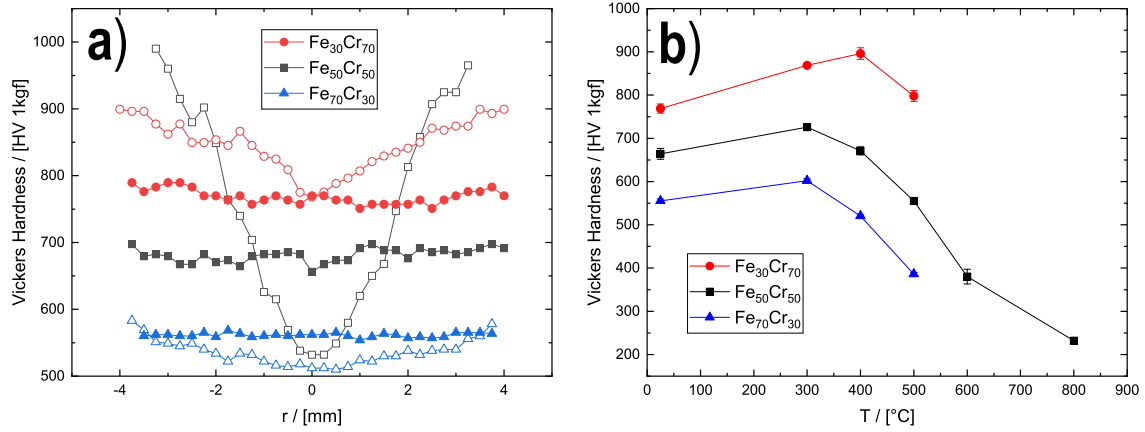 a)
Fe30Cr70
Fe50Cr50
Fe70Cr30
1000
900
800
700
600
500
Vickers Hardness / [HV 1kgf]
-4 -2 0 2 4
r / [mm]
b)
Fe30Cr70
Fe50Cr50
Fe70Cr30
1000
900
800
700
600
500
400
300
200
Vickers Hardness / [HV 1kgf]
0 100 200 300 400 500 600 700 800 900
T / [°C]